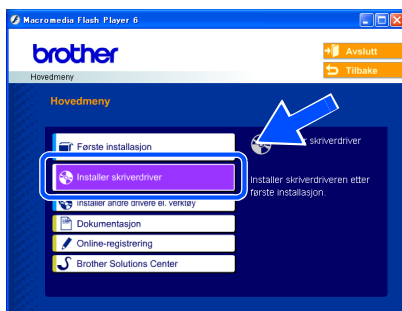 Macromedia Flash Player 6
brother
Avslutt
Tilbake
Hovedmeny
Hovedmeny
Første installasjon
Installer skriverdriver
Installer andre drivere el. verktøy
Dokumentasjon
Online-registrering
Brother Solutions Center
skriverdriver
Installer skriverdriveren etter
første installasjon.